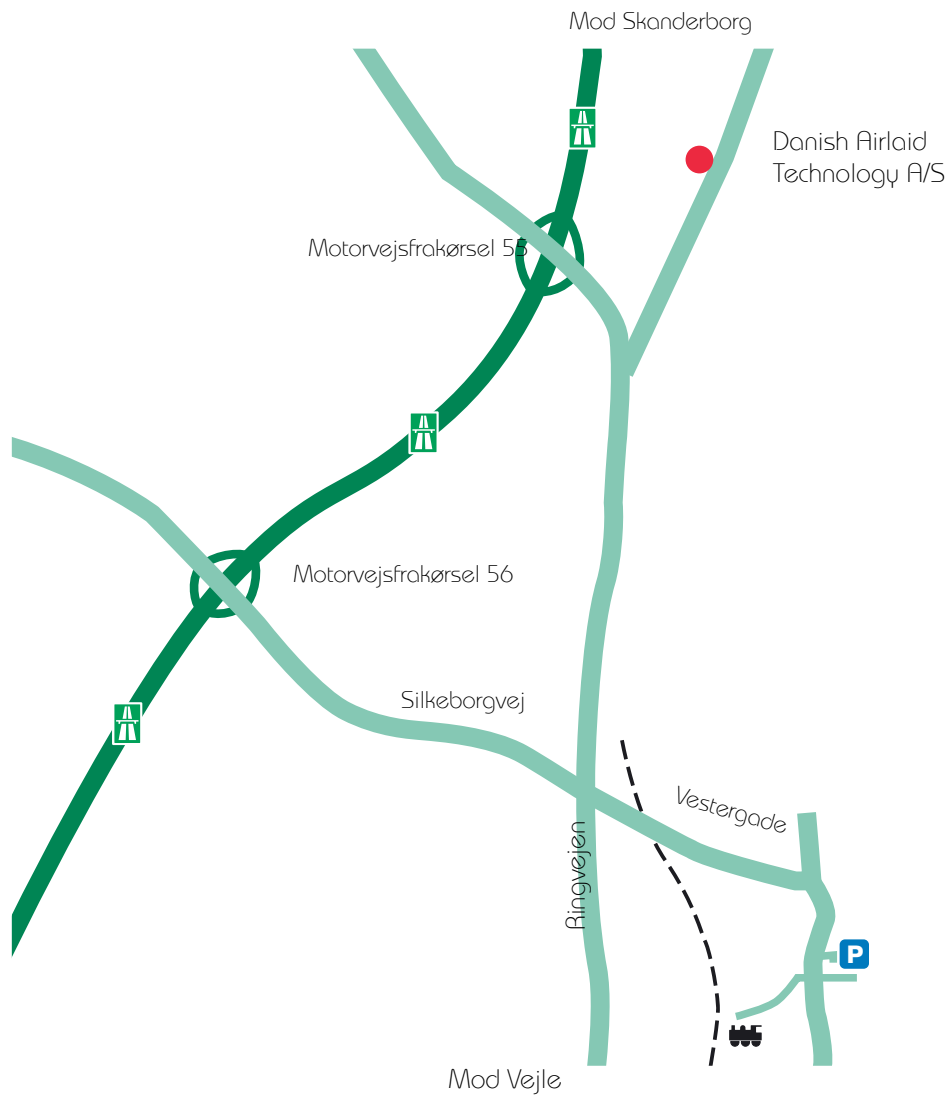 Mod Skanderborg
Danish Airlaid
Technology A/S
Motorvejsfrakørsel 55
Motorvejsfrakørsel 56
Silkeborgvej
Vestergade
Ringvejen
P
Mod Vejle